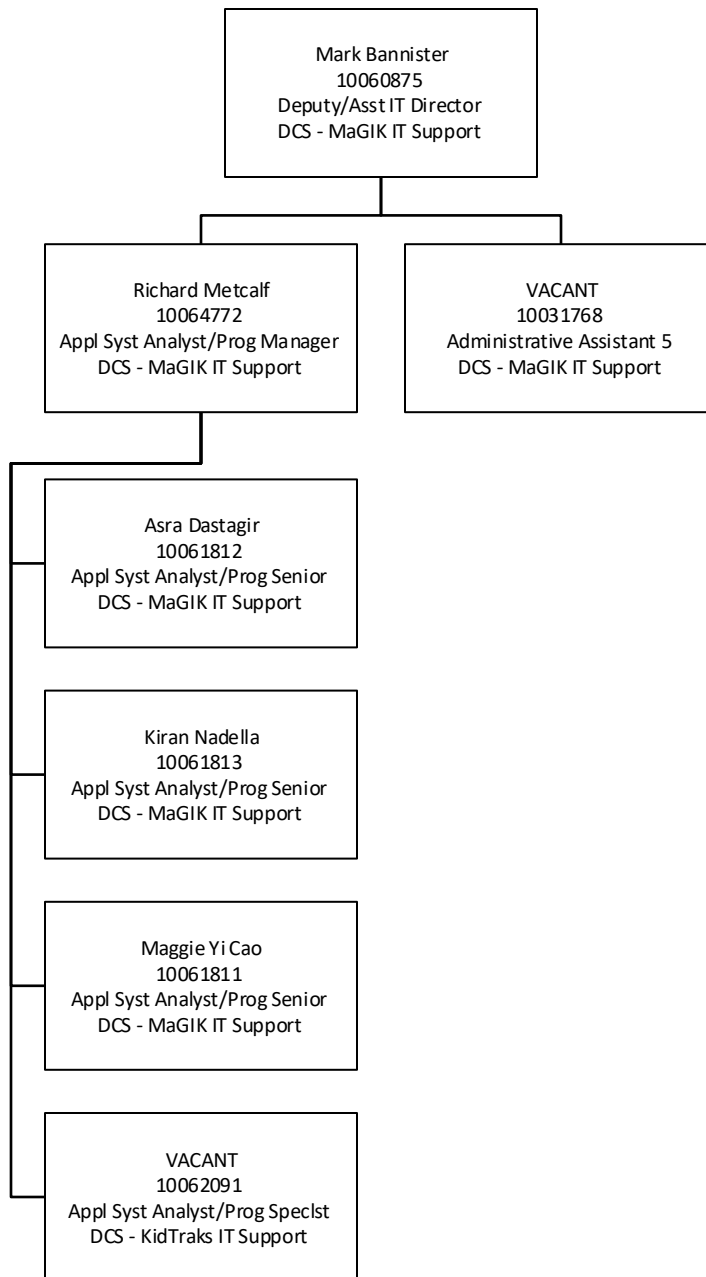 Mark Bannister
10060875
Deputy/Asst IT Director
DCS - MaGIK IT Support
Richard Metcalf
10064772
Appl Syst Analyst/Prog Manager
DCS - MaGIK IT Support
VACANT
10031768
Administrative Assistant 5
DCS - MaGIK IT Support
Asra Dastagir
10061812
Appl Syst Analyst/Prog Senior
DCS - MaGIK IT Support
Kiran Nadella
10061813
Appl Syst Analyst/Prog Senior
DCS - MaGIK IT Support
Maggie Yi Cao
10061811
Appl Syst Analyst/Prog Senior
DCS - MaGIK IT Support
VACANT
10062091
Appl Syst Analyst/Prog Speclst
DCS - KidTraks IT Support